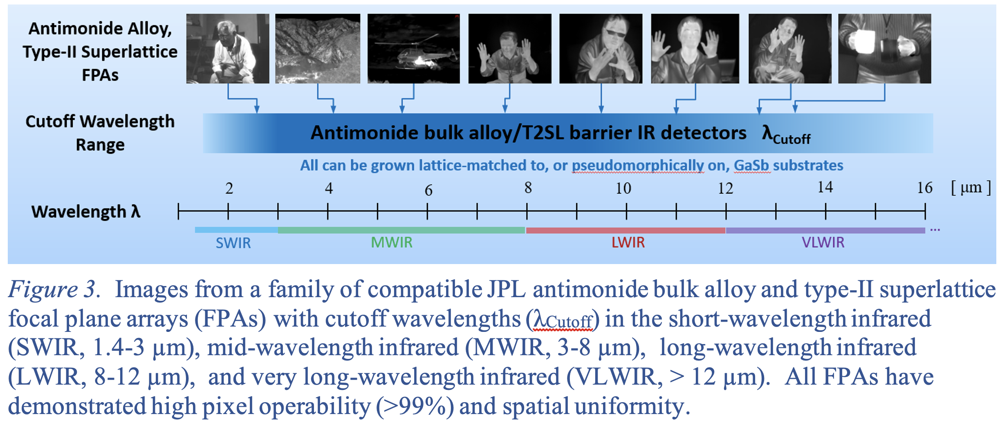 Antimonide Alloy,
Type-II Superlattice
FPAs
Cutoff Wavelength
Range
Antimonide bulk alloy/T2SL barrier IR detectors λCutoff
All can be grown lattice-matched to, or pseudomorphically on, GaSb substrates
2 4 6 8 10 12 14 16 [ μm ]
Wavelength λ
SWIR MWIR LWIR VLWIR ...
Figure 3. Images from a family of compatible JPL antimonide bulk alloy and type-II superlattice
focal plane arrays (FPAs) with cutoff wavelengths (λCutoff) in the short-wavelength infrared
(SWIR, 1.4-3 μm), mid-wavelength infrared (MWIR, 3-8 μm), long-wavelength infrared
(LWIR, 8-12 μm), and very long-wavelength infrared (VLWIR, > 12 μm). All FPAs have
demonstrated high pixel operability (>99%) and spatial uniformity.